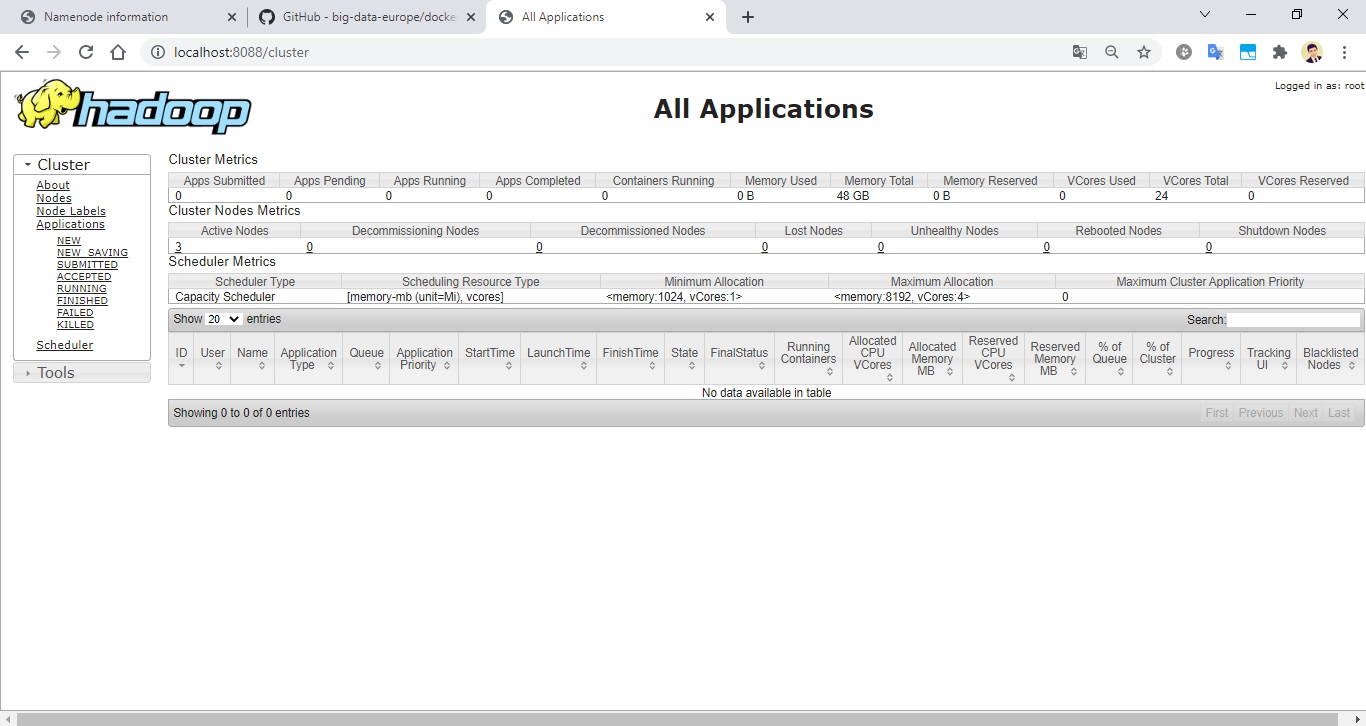 Namenode information
GitHub - big-data-europe/docke
All Applications
localhost:8088/cluster
Logged in as: root
hadoop
All Applications
Cluster
About
Nodes
Node Labels
Applications
NEW
NEW_SAVING
SUBMITTED
ACCEPTED
RUNNING
FINISHED
FAILED
KILLED
Scheduler
Tools
Cluster Metrics
Apps Submitted Apps Pending Apps Running Apps Completed Containers Running Memory Used Memory Total Memory Reserved VCores Used VCores Total VCores Reserved
0 0 0 0 0 0 B 48 GB 0 B 0 24 0
Cluster Nodes Metrics
Active Nodes Decommissioning Nodes Decommissioned Nodes Lost Nodes Unhealthy Nodes Rebooted Nodes Shutdown Nodes
3 0 0 0 0 0 0
Scheduler Metrics
Scheduler Type Scheduling Resource Type Minimum Allocation Maximum Allocation Maximum Cluster Application Priority
Capacity Scheduler [memory-mb (unit=Mi), vcores] <memory:1024, vCores:1> <memory:8192, vCores:4> 0
Show 20 entries Search:
ID User Name Application Type Queue Application Priority StartTime LaunchTime FinishTime State FinalStatus Running Containers Allocated CPU VCores Allocated Memory MB Reserved CPU VCores Reserved Memory MB % of Queue % of Cluster Progress Tracking UI Blacklisted Nodes
No data available in table
Showing 0 to 0 of 0 entries First Previous Next Last